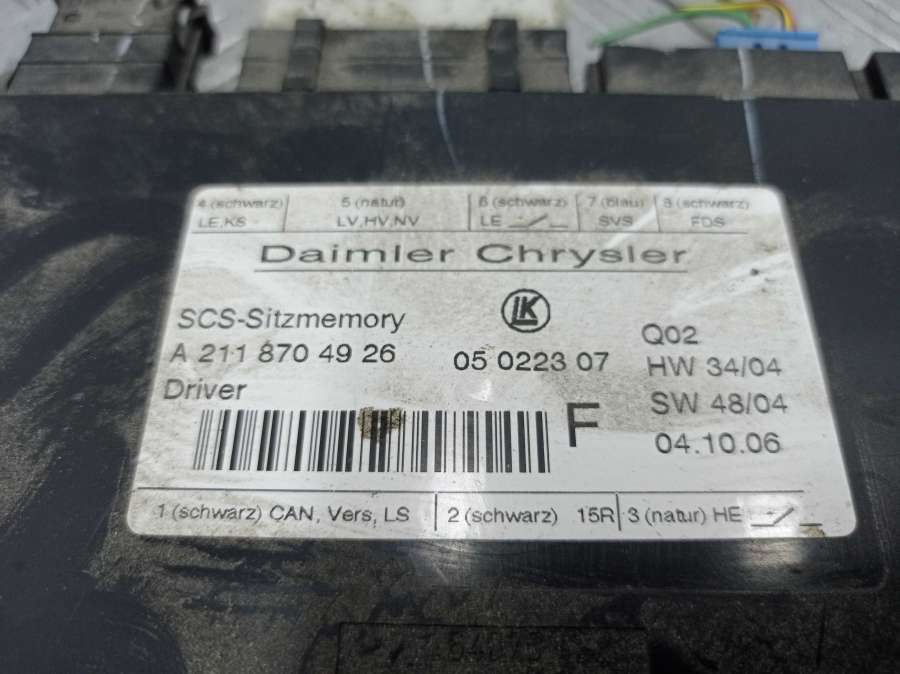 4 (schwarz) 5 (natur) 6 (schwarz) 7 (blau) 8 (schwarz)
LE,KS LV,HV,NV LE SVS FDS
Daimler Chrysler
SCS-Sitzmemory LK Q02
A 211 870 49 26 05 0223 07 HW 34/04
Driver SW 48/04
F 04.10.06
1 (schwarz) CAN, Vers, LS 2 (schwarz) 15R 3 (natur) HE